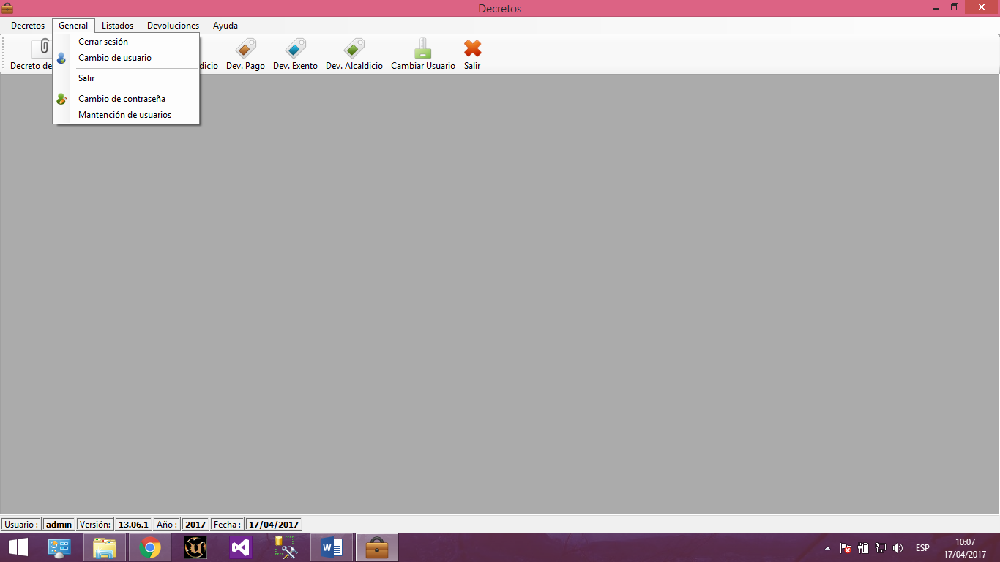 Decretos
Decretos General Listados Devoluciones Ayuda
Cerrar sesión
Cambio de usuario
Salir
Cambio de contraseña
Mantención de usuarios
Decreto de dicio Dev. Pago Dev. Exento Dev. Alcaldicio Cambiar Usuario Salir
Usuario : admin Versión: 13.06.1 Año : 2017 Fecha : 17/04/2017
ESP
10:07
17/04/2017